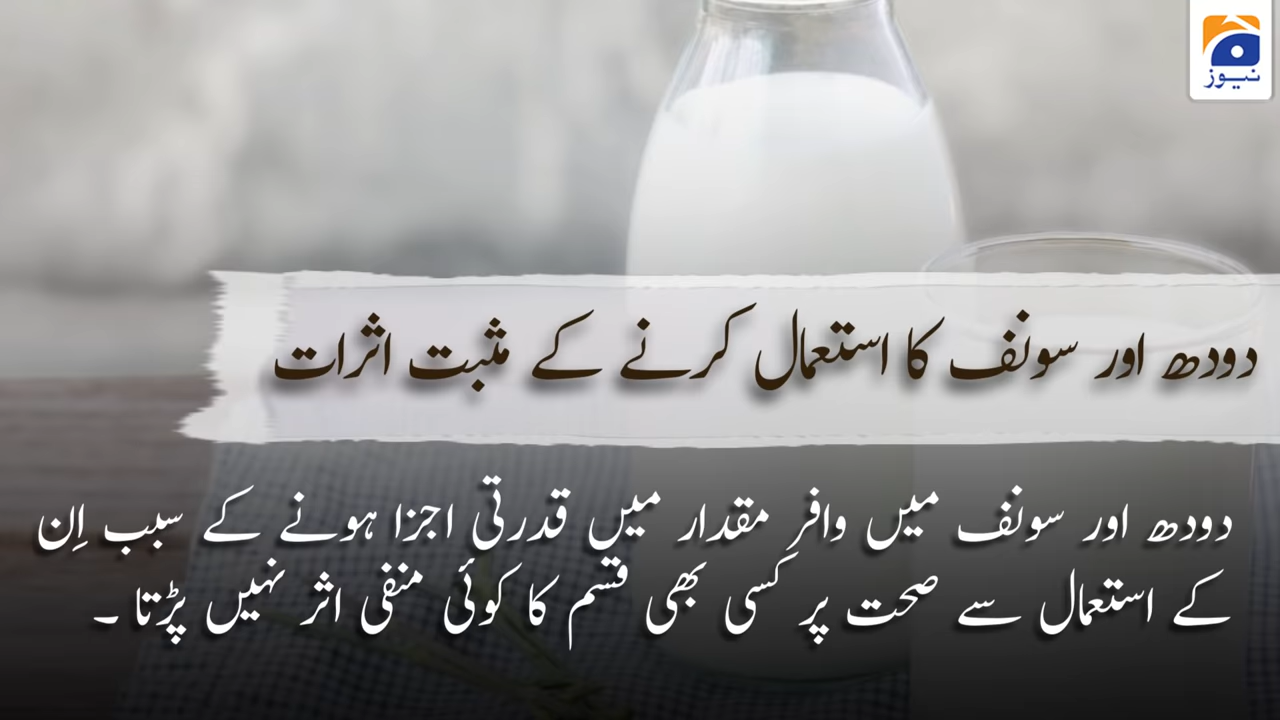 نیوز
دودھ اور سونف کا استعمال کرنے کے مثبت اثرات
دودھ اور سونف میں وافر مقدار میں قدرتی اجزا ہونے کے سبب اِن
کے استعمال سے صحت پر کسی بھی قسم کا کوئی منفی اثر نہیں پڑتا ۔